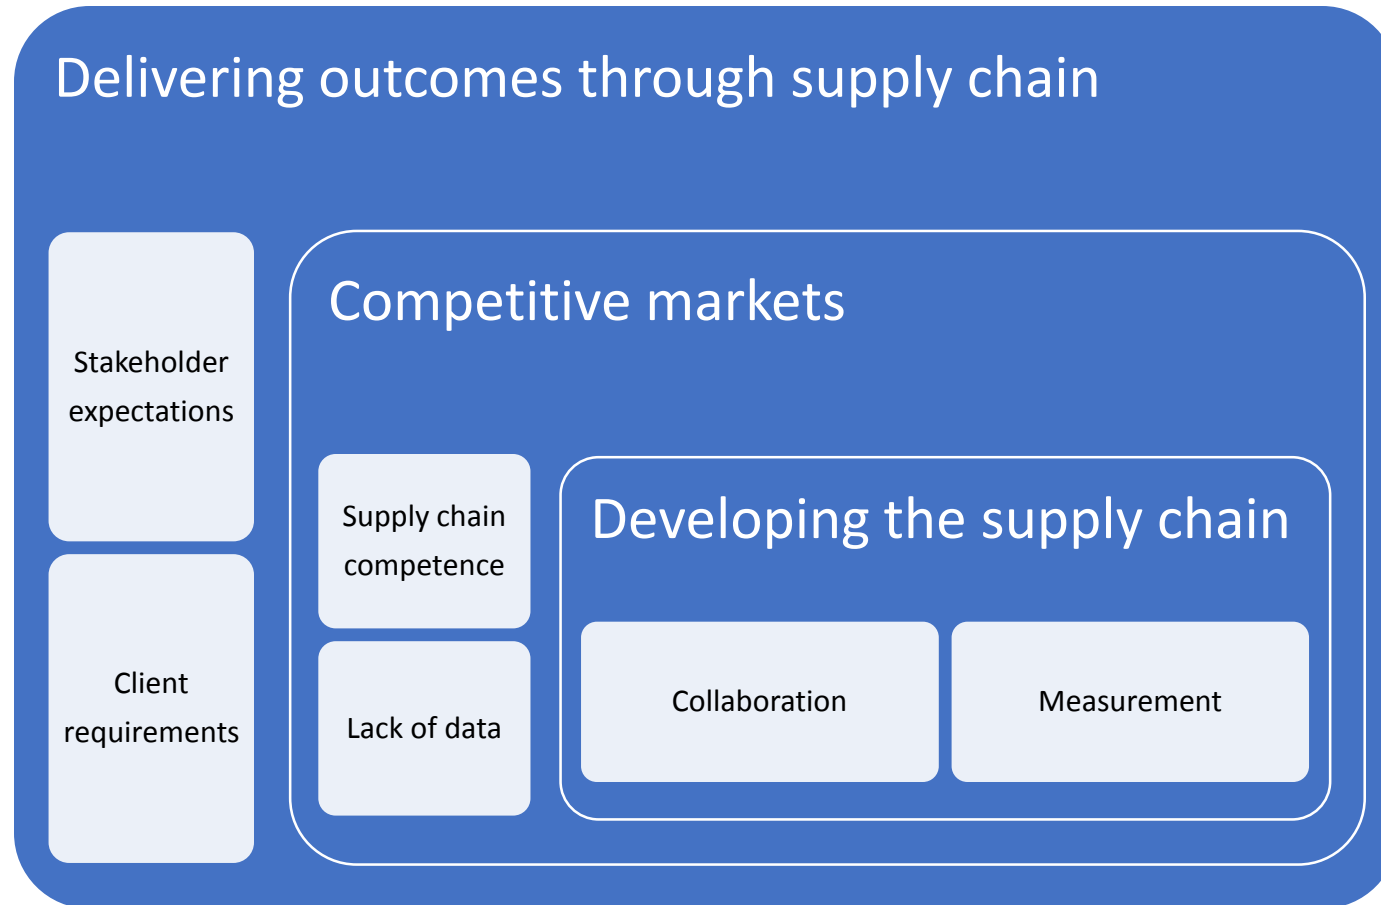 Delivering outcomes through supply chain
Stakeholder
expectations
Client
requirements
Competitive markets
Supply chain
competence
Lack of data
Developing the supply chain
Collaboration
Measurement